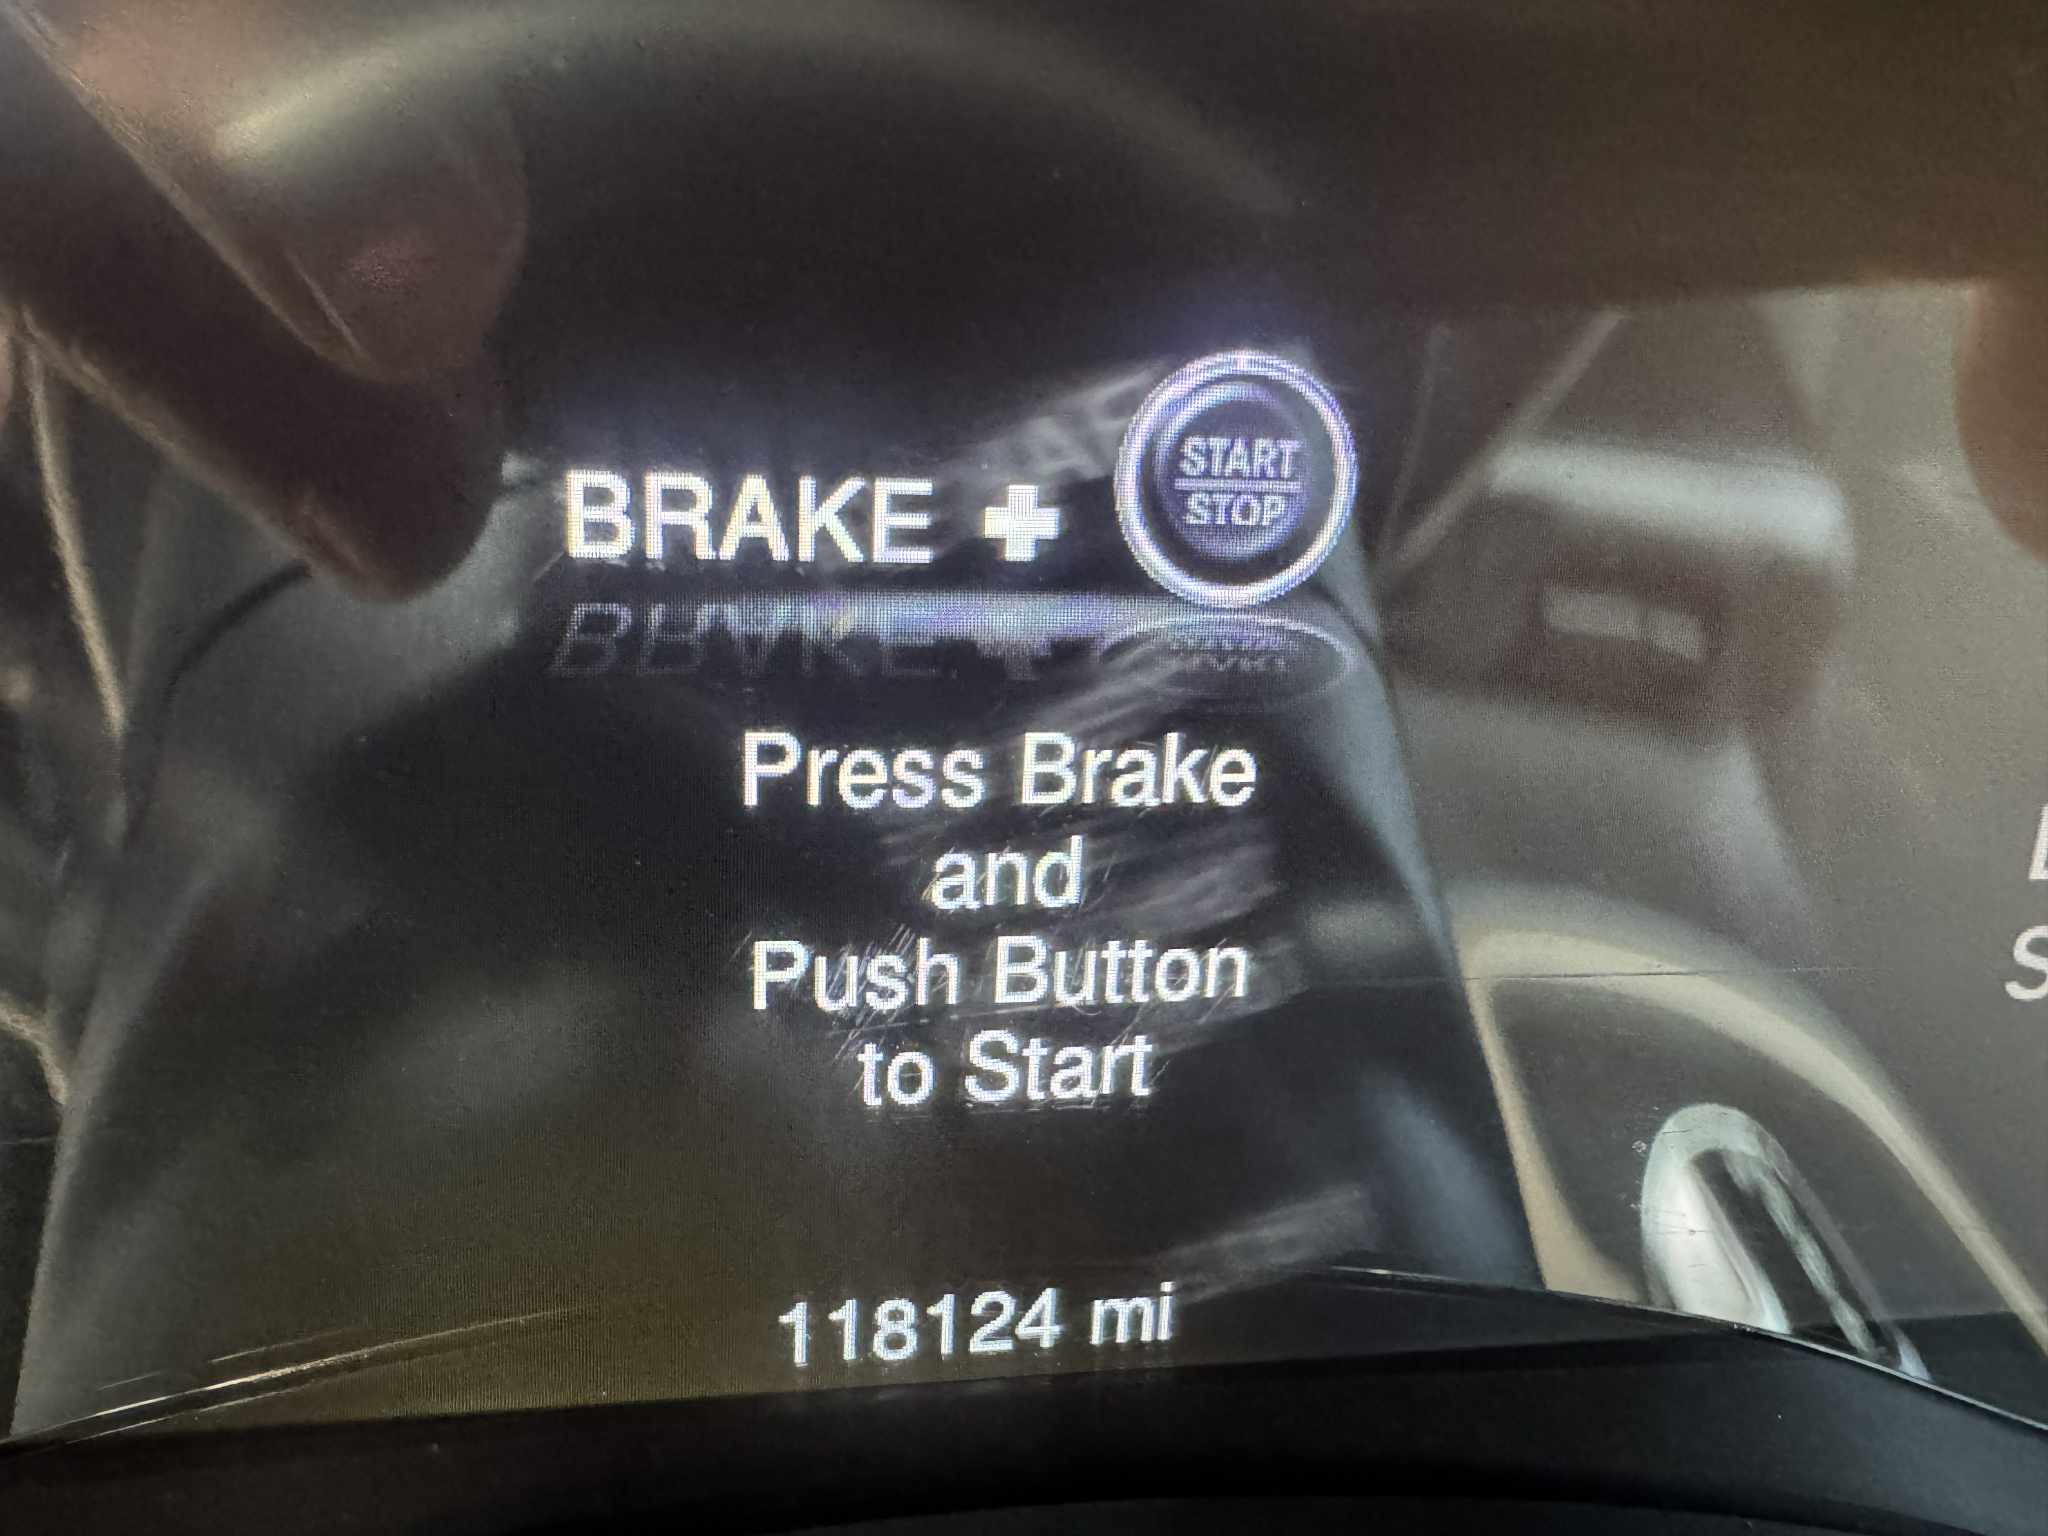 BRAKE +
START
STOP
Press Brake
and
Push Button
to Start
118124 mi